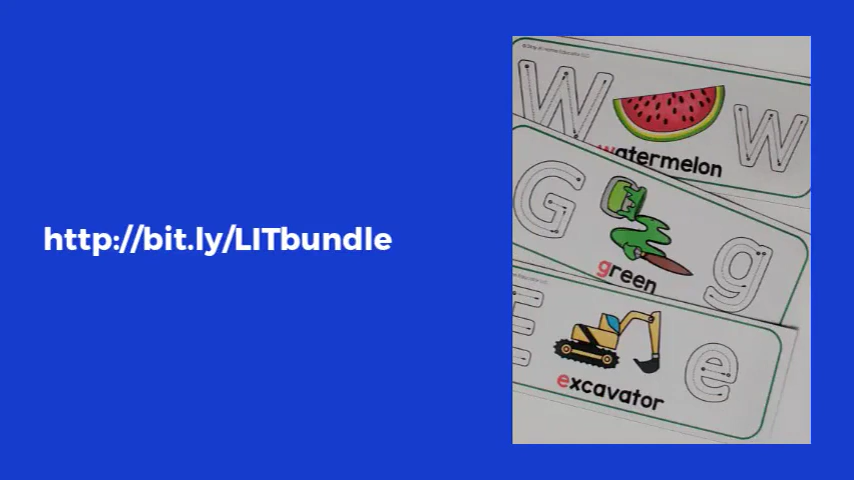 http://bit.ly/LITbundle
W watermelon w
G green g
E excavator e